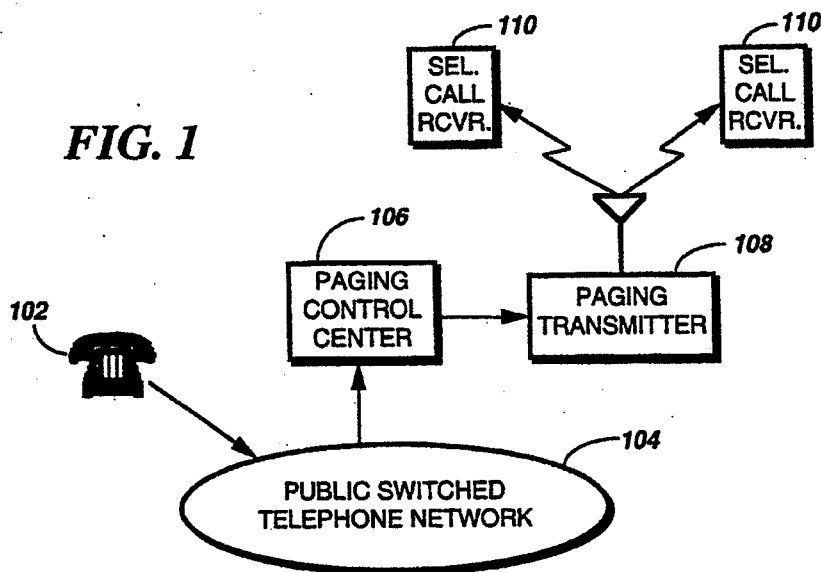 FIG. 1
110
SEL.
CALL
RCVR.
110
SEL.
CALL
RCVR.
106
PAGING
CONTROL
CENTER
108
PAGING
TRANSMITTER
102
104
PUBLIC SWITCHED
TELEPHONE NETWORK